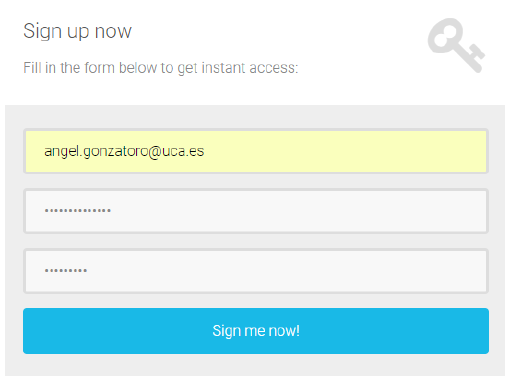 Sign up now
Fill in the form below to get instant access:
angel.gonzatoro@uca.es
••••••••••••••
•••••••••
Sign me now!